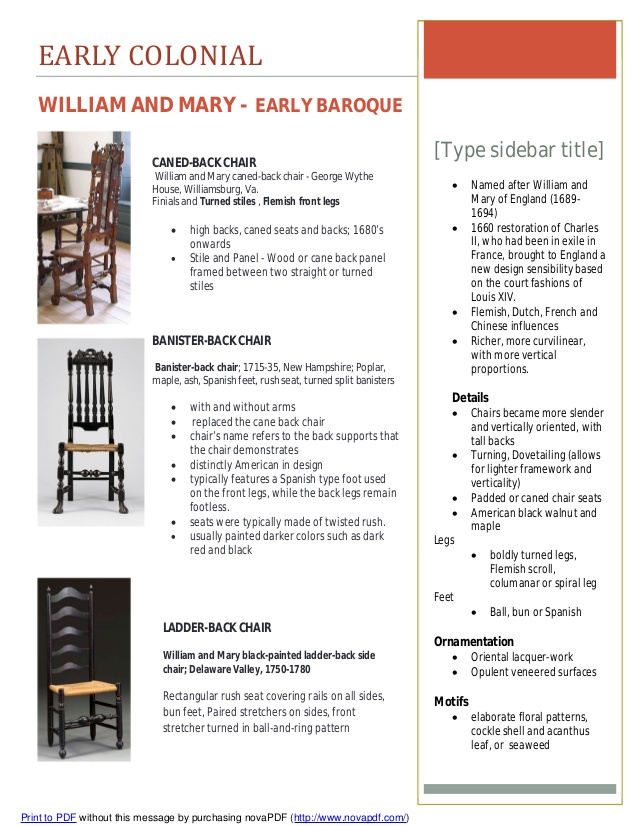 EARLY COLONIAL
WILLIAM AND MARY - EARLY BAROQUE
CANED-BACK CHAIR
William and Mary caned-back chair - George Wythe
House, Williamsburg, Va.
Finials and Turned stiles , Flemish front legs
• high backs, caned seats and backs; 1680's
onwards
• Stile and Panel - Wood or cane back panel
framed between two straight or turned
stiles
BANISTER-BACK CHAIR
Banister-back chair; 1715-35, New Hampshire; Poplar,
maple, ash, Spanish feet, rush seat, turned split banisters
• with and without arms
• replaced the cane back chair
• chair's name refers to the back supports that
the chair demonstrates
• distinctly American in design
• typically features a Spanish type foot used
on the front legs, while the back legs remain
footless.
• seats were typically made of twisted rush.
• usually painted darker colors such as dark
red and black
LADDER-BACK CHAIR
William and Mary black-painted ladder-back side
chair; Delaware Valley, 1750-1780
Rectangular rush seat covering rails on all sides,
bun feet, Paired stretchers on sides, front
stretcher turned in ball-and-ring pattern
[Type sidebar title]
• Named after William and
Mary of England (1689-
1694)
• 1660 restoration of Charles
II, who had been in exile in
France, brought to England a
new design sensibility based
on the court fashions of
Louis XIV.
• Flemish, Dutch, French and
Chinese influences
• Richer, more curvilinear,
with more vertical
proportions.
Details
• Chairs became more slender
and vertically oriented, with
tall backs
• Turning, Dovetailing (allows
for lighter framework and
verticality)
• Padded or caned chair seats
• American black walnut and
maple
Legs
• boldly turned legs,
Flemish scroll,
columanar or spiral leg
Feet
• Ball, bun or Spanish
Ornamentation
• Oriental lacquer-work
• Opulent veneered surfaces
Motifs
• elaborate floral patterns,
cockle shell and acanthus
leaf, or seaweed
Print to PDF without this message by purchasing novaPDF (http://www.novapdf.com/)